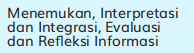 Menemukan, Interpretasi
dan Integrasi, Evaluasi
dan Refleksi Informasi